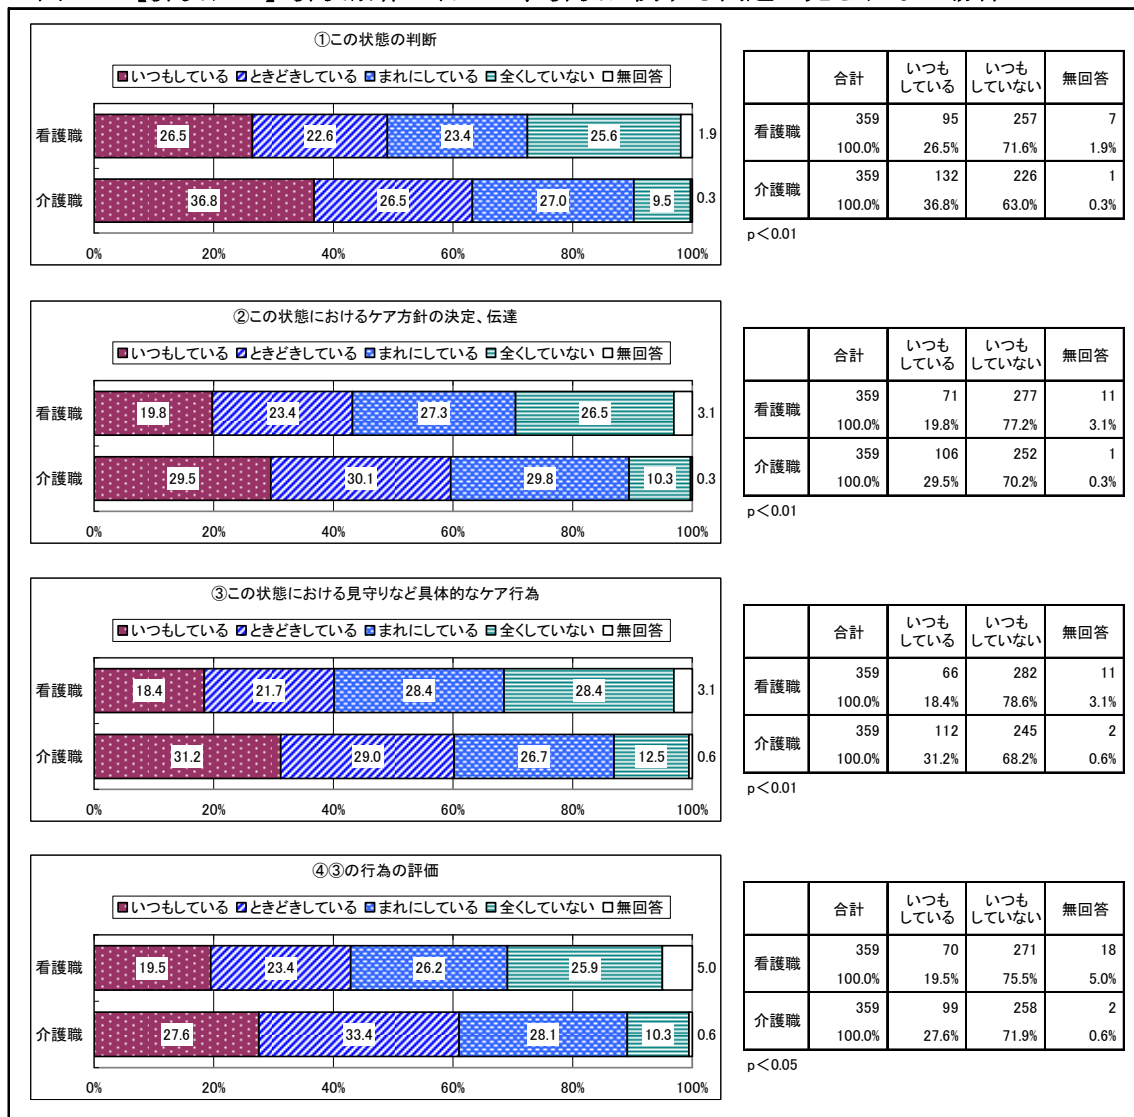 ①この状態の判断
いつもしている ときどきしている まれにしている 全くしていない 無回答
看護職 26.5 22.6 23.4 25.6 1.9
介護職 36.8 26.5 27.0 9.5 0.3
0% 20% 40% 60% 80% 100%
合計 いつもしている いつもしていない 無回答
看護職 359 95 257 7
100.0% 26.5% 71.6% 1.9%
介護職 359 132 226 1
100.0% 36.8% 63.0% 0.3%
p<0.01
②この状態におけるケア方針の決定、伝達
いつもしている ときどきしている まれにしている 全くしていない 無回答
看護職 19.8 23.4 27.3 26.5 3.1
介護職 29.5 30.1 29.8 10.3 0.3
0% 20% 40% 60% 80% 100%
合計 いつもしている いつもしていない 無回答
看護職 359 71 277 11
100.0% 19.8% 77.2% 3.1%
介護職 359 106 252 1
100.0% 29.5% 70.2% 0.3%
p<0.01
③この状態における見守りなど具体的なケア行為
いつもしている ときどきしている まれにしている 全くしていない 無回答
看護職 18.4 21.7 28.4 28.4 3.1
介護職 31.2 29.0 26.7 12.5 0.6
0% 20% 40% 60% 80% 100%
合計 いつもしている いつもしていない 無回答
看護職 359 66 282 11
100.0% 18.4% 78.6% 3.1%
介護職 359 112 245 2
100.0% 31.2% 68.2% 0.6%
p<0.01
④③の行為の評価
いつもしている ときどきしている まれにしている 全くしていない 無回答
看護職 19.5 23.4 26.2 25.9 5.0
介護職 27.6 33.4 28.1 10.3 0.6
0% 20% 40% 60% 80% 100%
合計 いつもしている いつもしていない 無回答
看護職 359 70 271 18
100.0% 19.5% 75.5% 5.0%
介護職 359 99 258 2
100.0% 27.6% 71.9% 0.6%
p<0.05